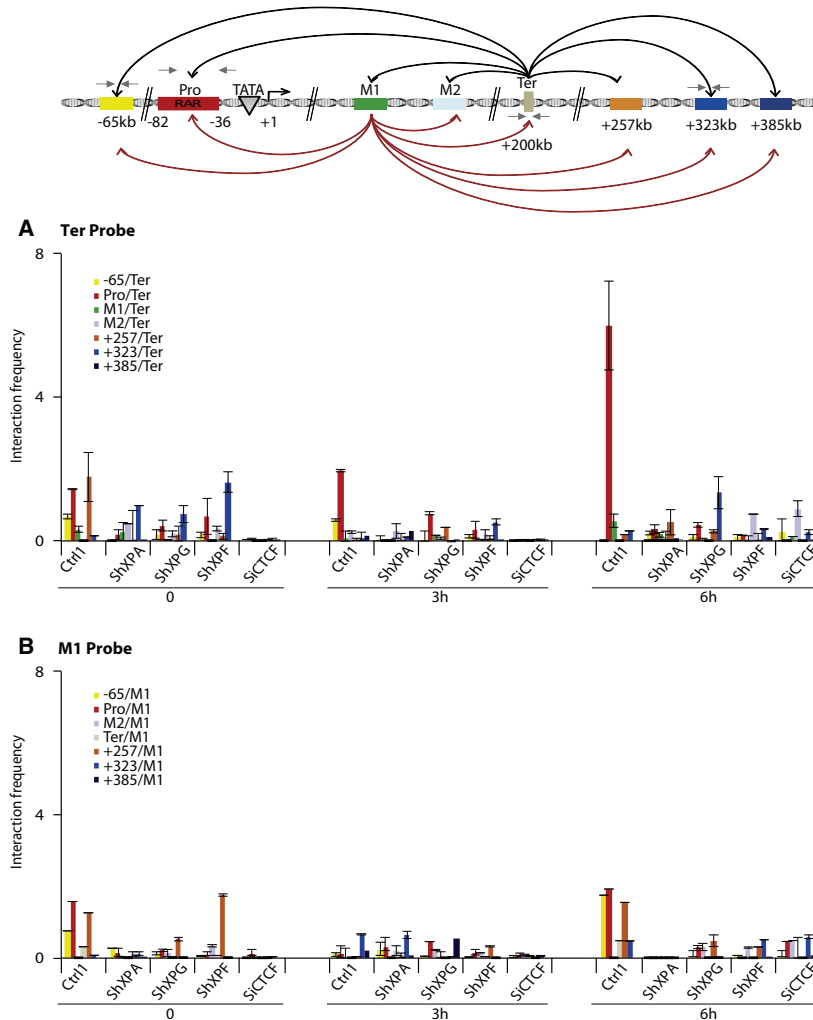 Pro
TATA
M1
M2
Ter
RAR
-65kb
-82
-36
+1
+200kb
+257kb
+323kb
+385kb
A Ter Probe
8
4
0
Interaction frequency
-65/Ter
Pro/Ter
M1/Ter
M2/Ter
+257/Ter
+323/Ter
+385/Ter
Ctrl1
ShXPA
ShXPG
ShXPF
SiCTCF
0
Ctrl1
ShXPA
ShXPG
ShXPF
SiCTCF
3h
Ctrl1
ShXPA
ShXPG
ShXPF
SiCTCF
6h
B M1 Probe
8
4
0
Interaction frequency
-65/M1
Pro/M1
M2/M1
Ter/M1
+257/M1
+323/M1
+385/M1
Ctrl1
ShXPA
ShXPG
ShXPF
SiCTCF
0
Ctrl1
ShXPA
ShXPG
ShXPF
SiCTCF
3h
Ctrl1
ShXPA
ShXPG
ShXPF
SiCTCF
6h